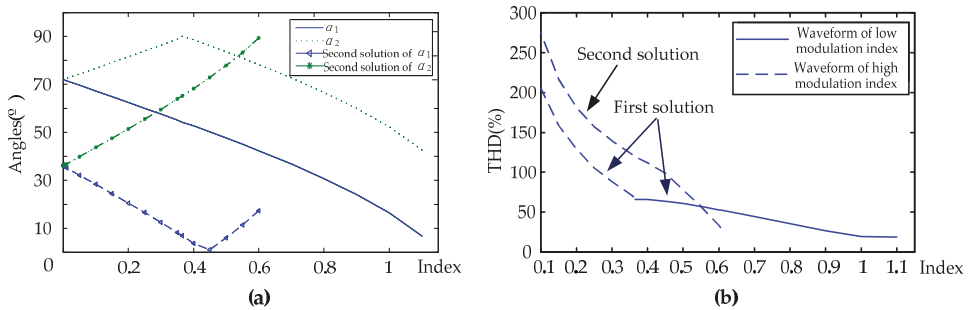 90
70
50
30
10
0
Angles(º)
0.2
0.4
0.6
0.8
1
Index
α1
α2
Second solution of α1
Second solution of α2
(a)
300
250
200
150
100
50
0
THD(%)
0.1
0.2
0.3
0.4
0.5
0.6
0.7
0.8
0.9
1
1.1
Index
Second solution
First solution
Waveform of low
modulation index
Waveform of high
modulation index
(b)